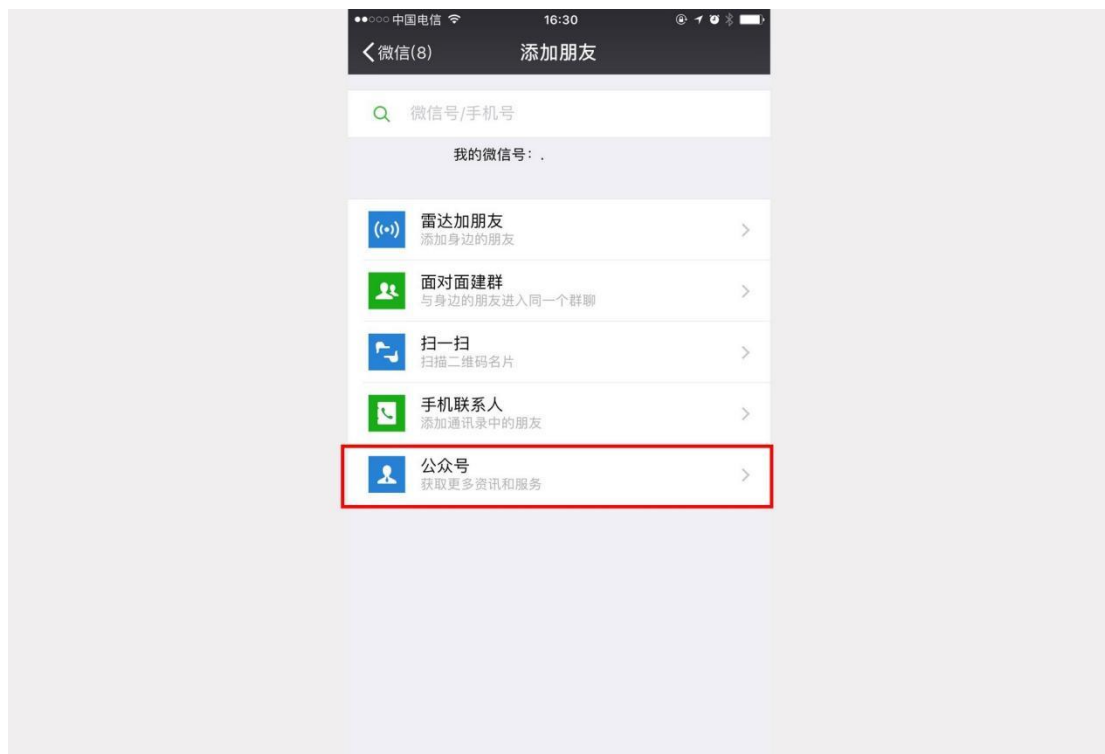 中国电信 16:30
微信(8) 添加朋友
微信号/手机号
我的微信号：.
雷达加朋友
添加身边的朋友
面对面建群
与身边的朋友进入同一个群聊
扫一扫
扫描二维码名片
手机联系人
添加通讯录中的朋友
公众号
获取更多资讯和服务